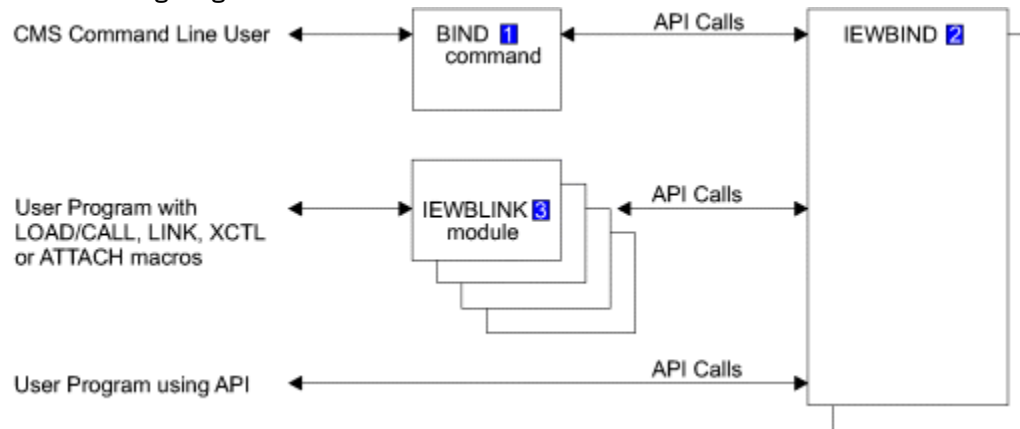 CMS Command Line User
BIND 1
command
API Calls
IEWBIND 2
User Program with
LOAD/CALL, LINK, XCTL
or ATTACH macros
IEWBLINK 3
module
API Calls
User Program using API
API Calls